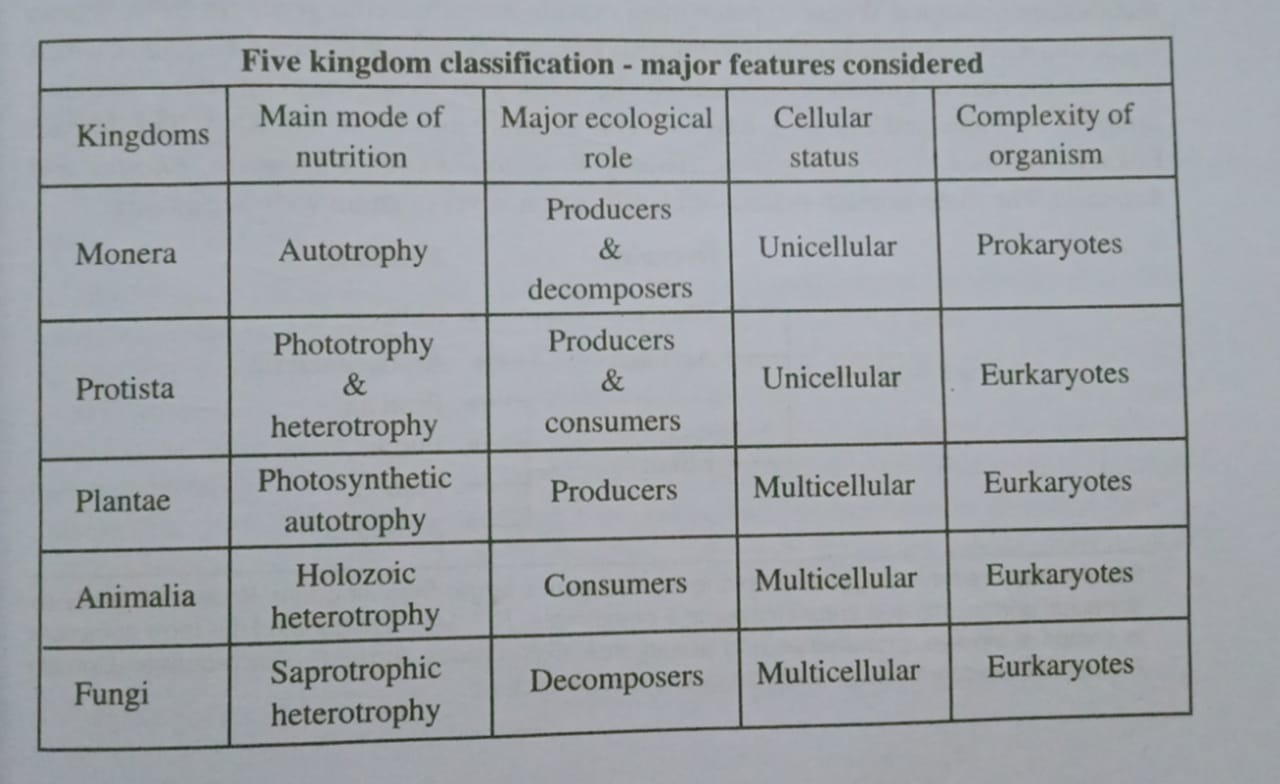 Five kingdom classification - major features considered
Kingdoms
Main mode of
nutrition
Major ecological
role
Cellular
status
Complexity of
organism
Monera
Autotrophy
Producers
&
decomposers
Unicellular
Prokaryotes
Protista
Phototrophy
&
heterotrophy
Producers
&
consumers
Unicellular
Eurkaryotes
Plantae
Photosynthetic
autotrophy
Producers
Multicellular
Eurkaryotes
Animalia
Holozoic
heterotrophy
Consumers
Multicellular
Eurkaryotes
Fungi
Saprotrophic
heterotrophy
Decomposers
Multicellular
Eurkaryotes